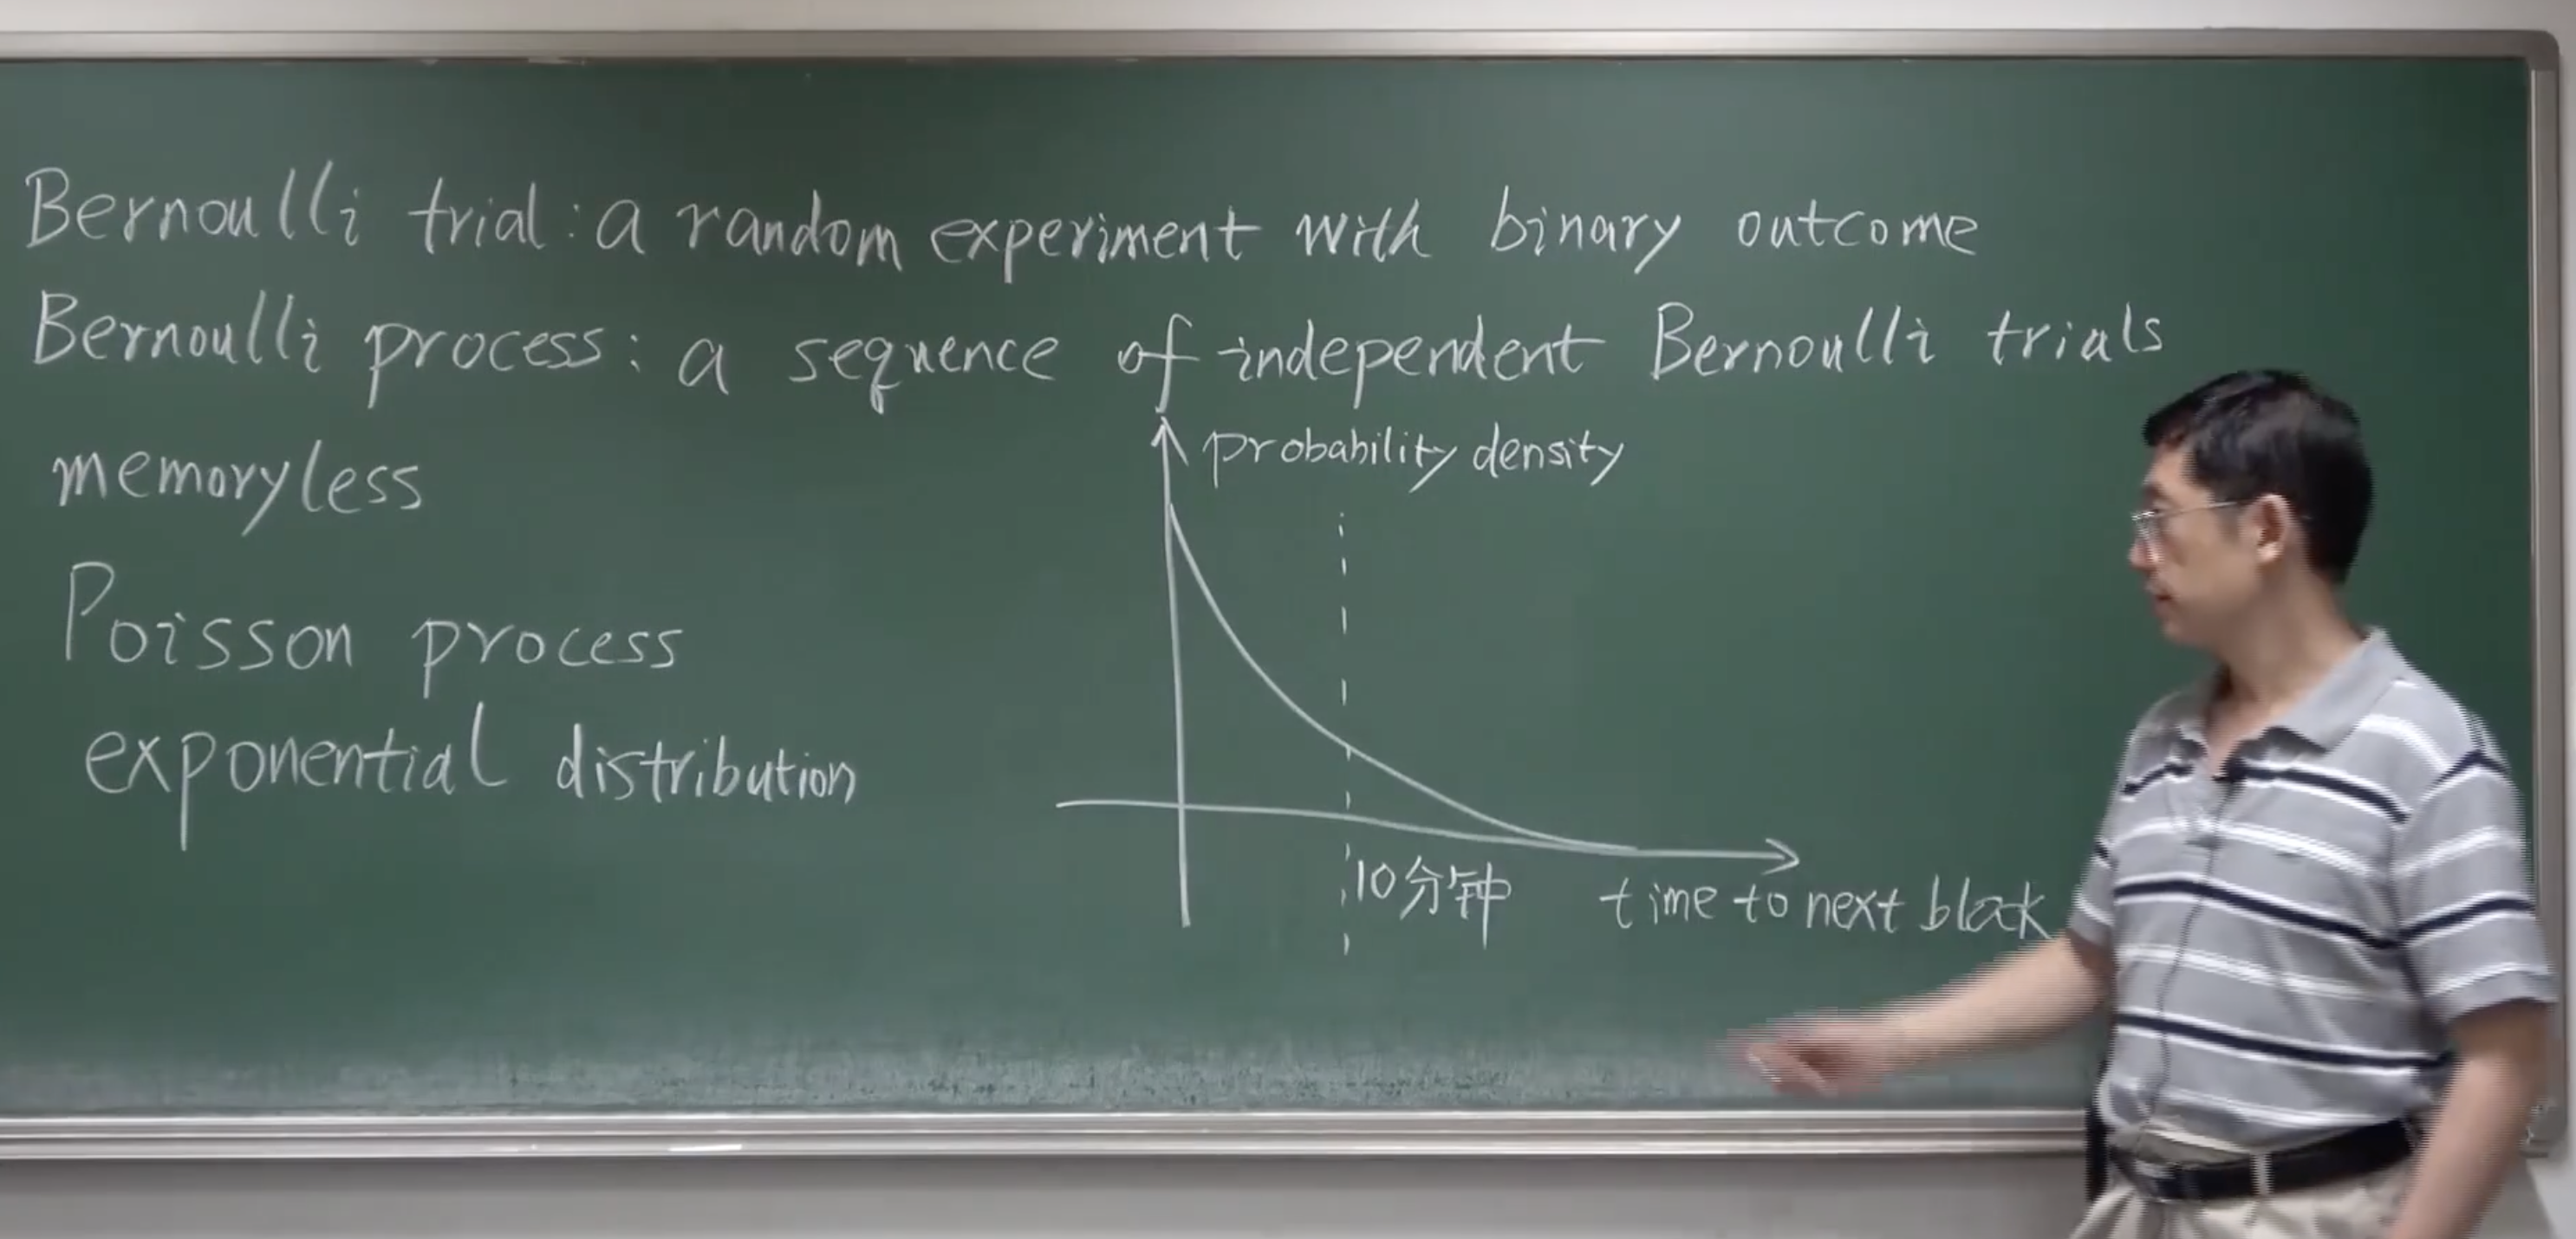 Bernoulli trial: a random experiment with binary outcome
Bernoulli process: a sequence of independent Bernoulli trials
memoryless
Poisson process
exponential distribution
probability density
10分钟
time to next block